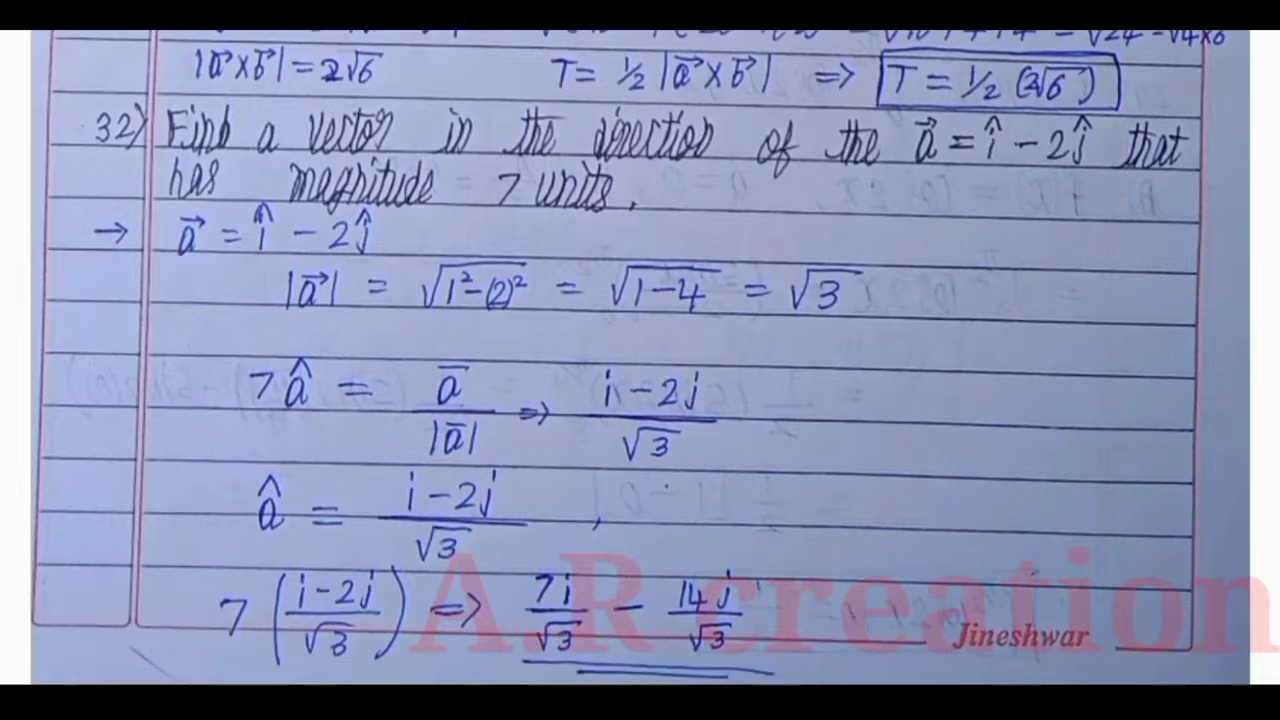 |a⃗ × b⃗| = 2√6 T = ½ |a⃗ × b⃗| ⇒ T = ½ (2√6)
32) Find a vector in the direction of the a⃗ = î − 2ĵ that
has magnitude 7 units.
→ a⃗ = î − 2ĵ
|a⃗| = √1² − (2)² = √1 − 4 = √3
7â = a̅ / |a̅| ⇒ i − 2j / √3
â = i − 2j / √3 ,
7 (i − 2j / √3) ⇒ 7i / √3 − 14j / √3
A.R creation
Jineshwar